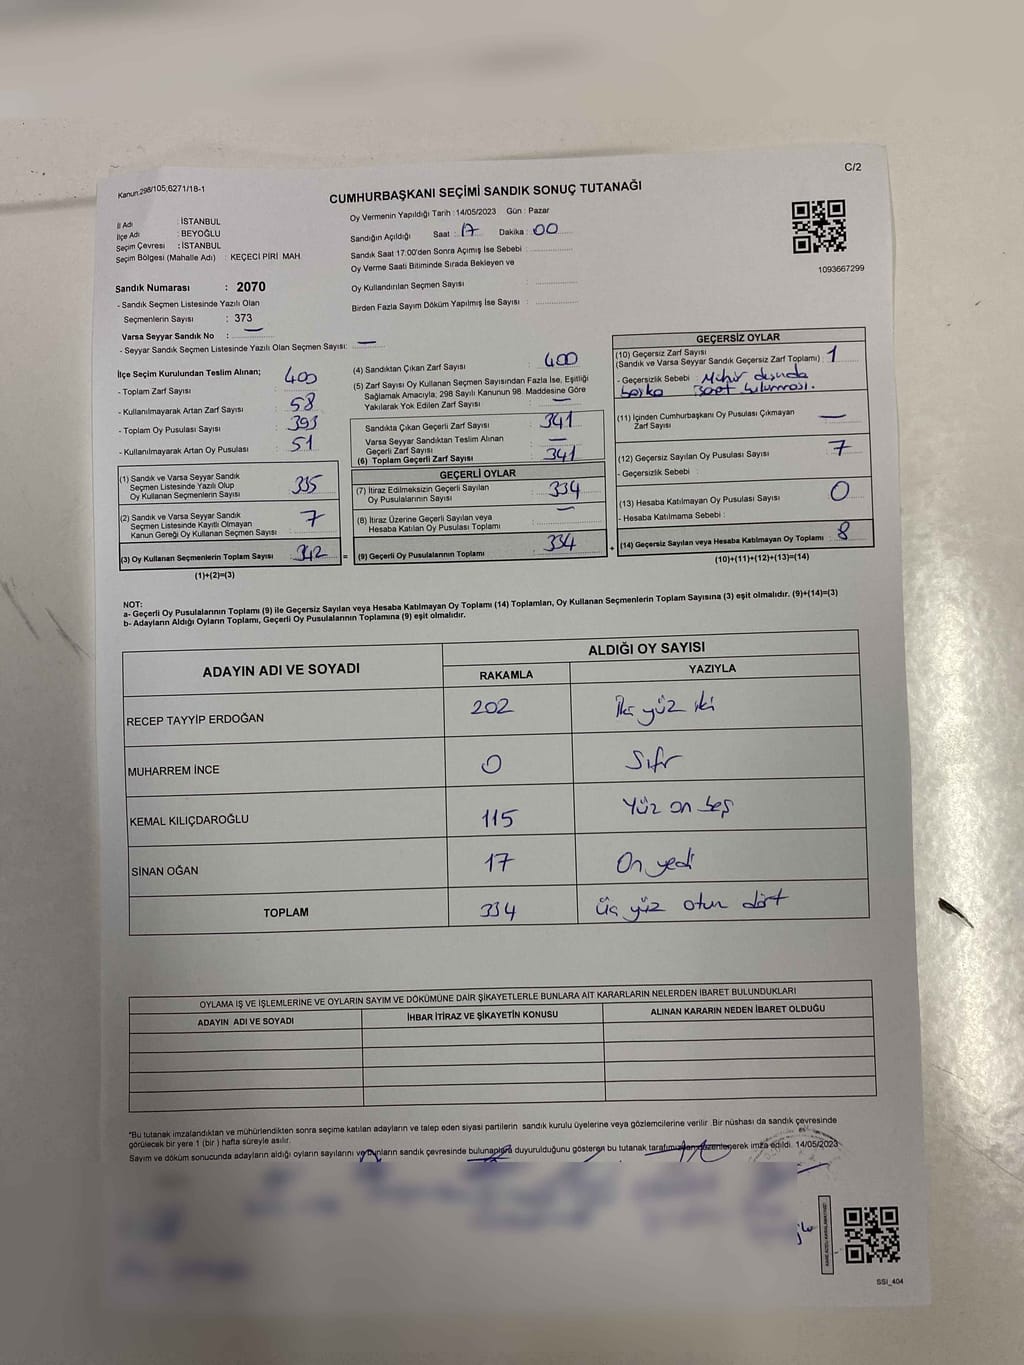 C/2
Kanun:298/105,6271/18-1
CUMHURBAŞKANI SEÇİMİ SANDIK SONUÇ TUTANAĞI
İl Adı : İSTANBUL
İlçe Adı : BEYOĞLU
Seçim Çevresi : İSTANBUL
Seçim Bölgesi (Mahalle Adı) : KEÇECİ PİRİ MAH
Oy Vermenin Yapıldığı Tarih :14/05/2023 Gün : Pazar
Sandığın Açıldığı Saat : 17 Dakika : 00
Sandık Saat 17:00'den Sonra Açımış İse Sebebi :
Oy Verme Saati Bitiminde Sırada Bekleyen ve
Oy Kullandırılan Seçmen Sayısı :
Birden Fazla Sayım Döküm Yapılmış İse Sayısı :
1093667299
Sandık Numarası : 2070
- Sandık Seçmen Listesinde Yazılı Olan
Seçmenlerin Sayısı : 373
Varsa Seyyar Sandık No : —
- Seyyar Sandık Seçmen Listesinde Yazılı Olan Seçmen Sayısı: —
İlçe Seçim Kurulundan Teslim Alınan;
- Toplam Zarf Sayısı : 400
- Kullanılmayarak Artan Zarf Sayısı : 58
- Toplam Oy Pusulası Sayısı : 393
- Kullanılmayarak Artan Oy Pusulası : 51
(1) Sandık ve Varsa Seyyar Sandık
Seçmen Listesinde Yazılı Olup
Oy Kullanan Seçmenlerin Sayısı : 335
(2) Sandık ve Varsa Seyyar Sandık
Seçmen Listesinde Kayıtlı Olmayan
Kanun Gereği Oy Kullanan Seçmen Sayısı : 7
(3) Oy Kullanan Seçmenlerin Toplam Sayısı : 342 =
(1)+(2)=(3)
(4) Sandıktan Çıkan Zarf Sayısı : 400
(5) Zarf Sayısı Oy Kullanan Seçmen Sayısından Fazla İse, Eşitliği
Sağlamak Amacıyla; 298 Sayılı Kanunun 98. Maddesine Göre
Yakılarak Yok Edilen Zarf Sayısı : —
Sandıkta Çıkan Geçerli Zarf Sayısı : 341
Varsa Seyyar Sandıktan Teslim Alınan
Geçerli Zarf Sayısı : —
(6) Toplam Geçerli Zarf Sayısı : 341
GEÇERLİ OYLAR
(7) İtiraz Edilmeksizin Geçerli Sayılan
Oy Pusulalarının Sayısı : 334
(8) İtiraz Üzerine Geçerli Sayılan veya
Hesaba Katılan Oy Pusulası Toplamı : —
(9) Geçerli Oy Pusulalarının Toplamı : 334 +
GEÇERSİZ OYLAR
(10) Geçersiz Zarf Sayısı
(Sandık ve Varsa Seyyar Sandık Geçersiz Zarf Toplamı) : 1
- Geçersizlik Sebebi : Mühür dışında
başka işaret bulunması.
(11) İçinden Cumhurbaşkanı Oy Pusulası Çıkmayan
Zarf Sayısı : —
(12) Geçersiz Sayılan Oy Pusulası Sayısı : 7
- Geçersizlik Sebebi :
(13) Hesaba Katılmayan Oy Pusulası Sayısı : 0
- Hesaba Katılmama Sebebi :
(14) Geçersiz Sayılan veya Hesaba Katılmayan Oy Toplamı : 8
(10)+(11)+(12)+(13)=(14)
NOT:
a- Geçerli Oy Pusulalarının Toplamı (9) ile Geçersiz Sayılan veya Hesaba Katılmayan Oy Toplamı (14) Toplamları, Oy Kullanan Seçmenlerin Toplam Sayısına (3) eşit olmalıdır. (9)+(14)=(3)
b- Adayların Aldığı Oyların Toplamı, Geçerli Oy Pusulalarının Toplamına (9) eşit olmalıdır.
ADAYIN ADI VE SOYADI
ALDIĞI OY SAYISI
RAKAMLA YAZIYLA
RECEP TAYYİP ERDOĞAN 202 İki yüz iki
MUHARREM İNCE 0 Sıfır
KEMAL KILIÇDAROĞLU 115 Yüz on beş
SİNAN OĞAN 17 On yedi
TOPLAM 334 üç yüz otuz dört
OYLAMA İŞ VE İŞLEMLERİNE VE OYLARIN SAYIM VE DÖKÜMÜNE DAİR ŞİKAYETLERLE BUNLARA AİT KARARLARIN NELERDEN İBARET BULUNDUKLARI
ADAYIN ADI VE SOYADI İHBAR İTİRAZ VE ŞİKAYETİN KONUSU ALINAN KARARIN NEDEN İBARET OLDUĞU
"Bu tutanak imzalandıktan ve mühürlendikten sonra seçime katılan adayların ve talep eden siyasi partilerin sandık kurulu üyelerine veya gözlemcilerine verilir. Bir nüshası da sandık çevresinde
görülecek bir yere 1 (bir ) hafta süreyle asılır.
Sayım ve döküm sonucunda adayların aldığı oyların sayılarını ve bunların sandık çevresinde bulunanlara duyurulduğunu gösteren bu tutanak tarafımızdan düzenlenerek imza edildi. 14/05/2023
SSI_404